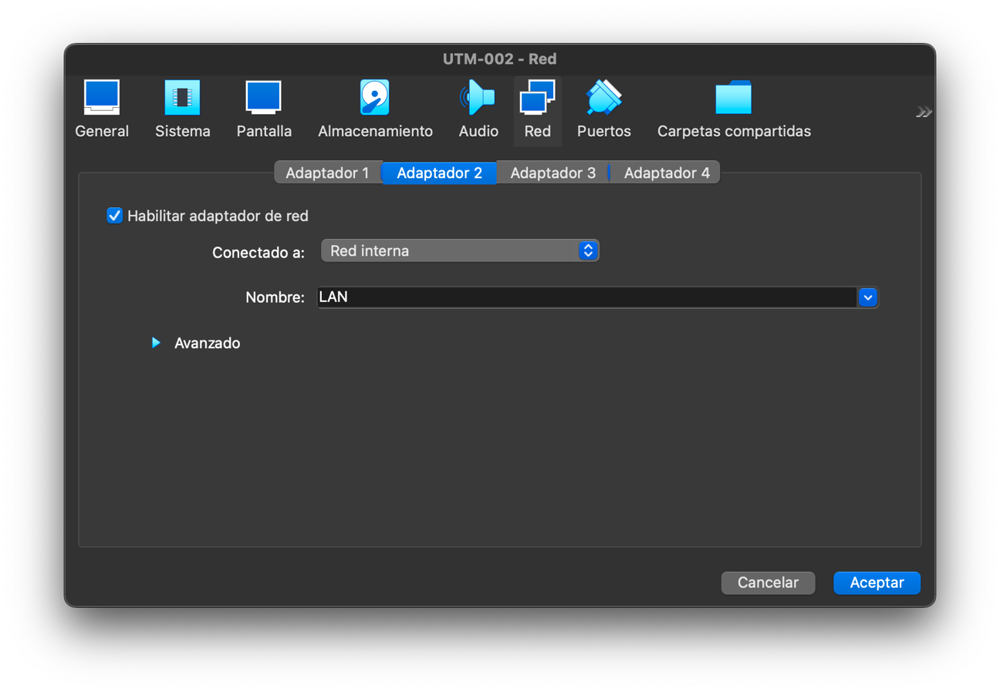 UTM-002 - Red
General Sistema Pantalla Almacenamiento Audio Red Puertos Carpetas compartidas
Adaptador 1 Adaptador 2 Adaptador 3 Adaptador 4
Habilitar adaptador de red
Conectado a: Red interna
Nombre: LAN
Avanzado
Cancelar Aceptar